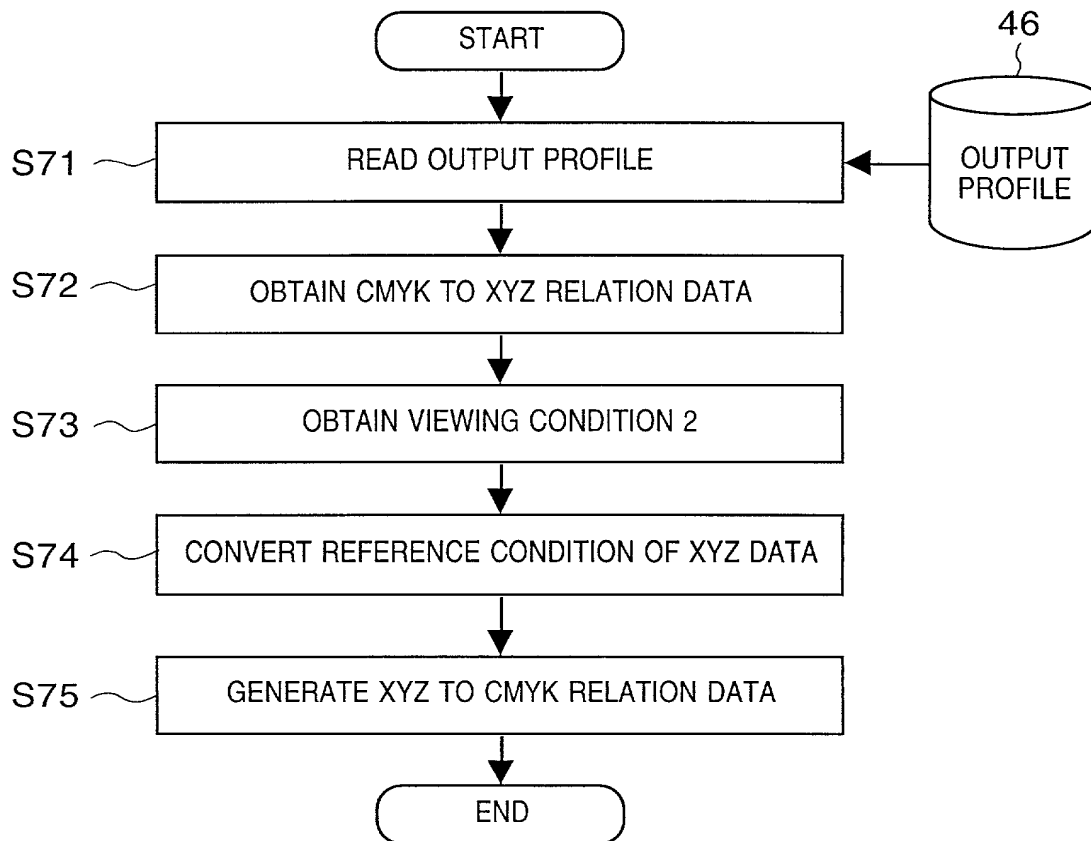 START
46
S71
READ OUTPUT PROFILE
OUTPUT
PROFILE
S72
OBTAIN CMYK TO XYZ RELATION DATA
S73
OBTAIN VIEWING CONDITION 2
S74
CONVERT REFERENCE CONDITION OF XYZ DATA
S75
GENERATE XYZ TO CMYK RELATION DATA
END